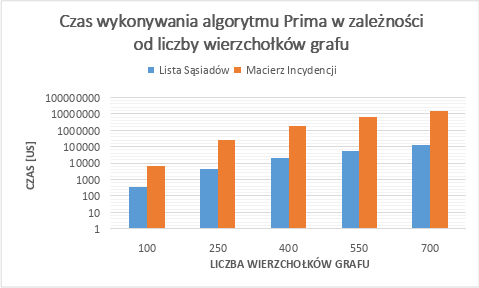 Czas wykonywania algorytmu Prima w zależności
od liczby wierzchołków grafu
Lista Sąsiadów Macierz Incydencji
100000000
10000000
1000000
100000
10000
1000
100
10
1
CZAS [US]
100 250 400 550 700
LICZBA WIERZCHOŁKÓW GRAFU